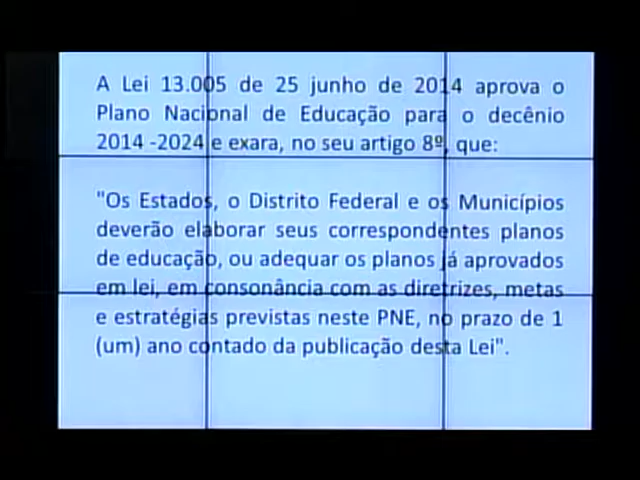 A Lei 13.005 de 25 junho de 2014 aprova o
Plano Nacional de Educação para o decênio
2014 -2024 e exara, no seu artigo 8º, que:
"Os Estados, o Distrito Federal e os Municípios
deverão elaborar seus correspondentes planos
de educação, ou adequar os planos já aprovados
em lei, em consonância com as diretrizes, metas
e estratégias previstas neste PNE, no prazo de 1
(um) ano contado da publicação desta Lei".